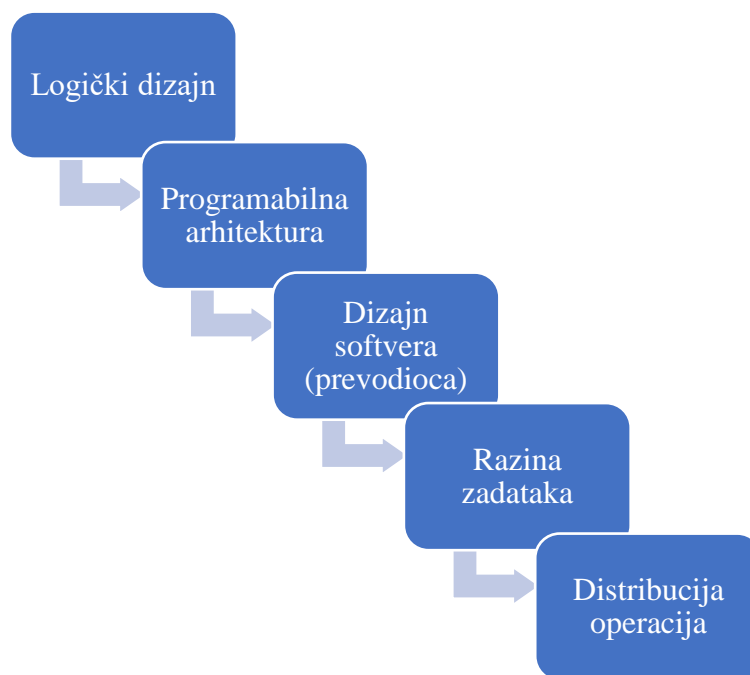 Logički dizajn
Programabilna
arhitektura
Dizajn
softvera
(prevodioca)
Razina
zadataka
Distribucija
operacija